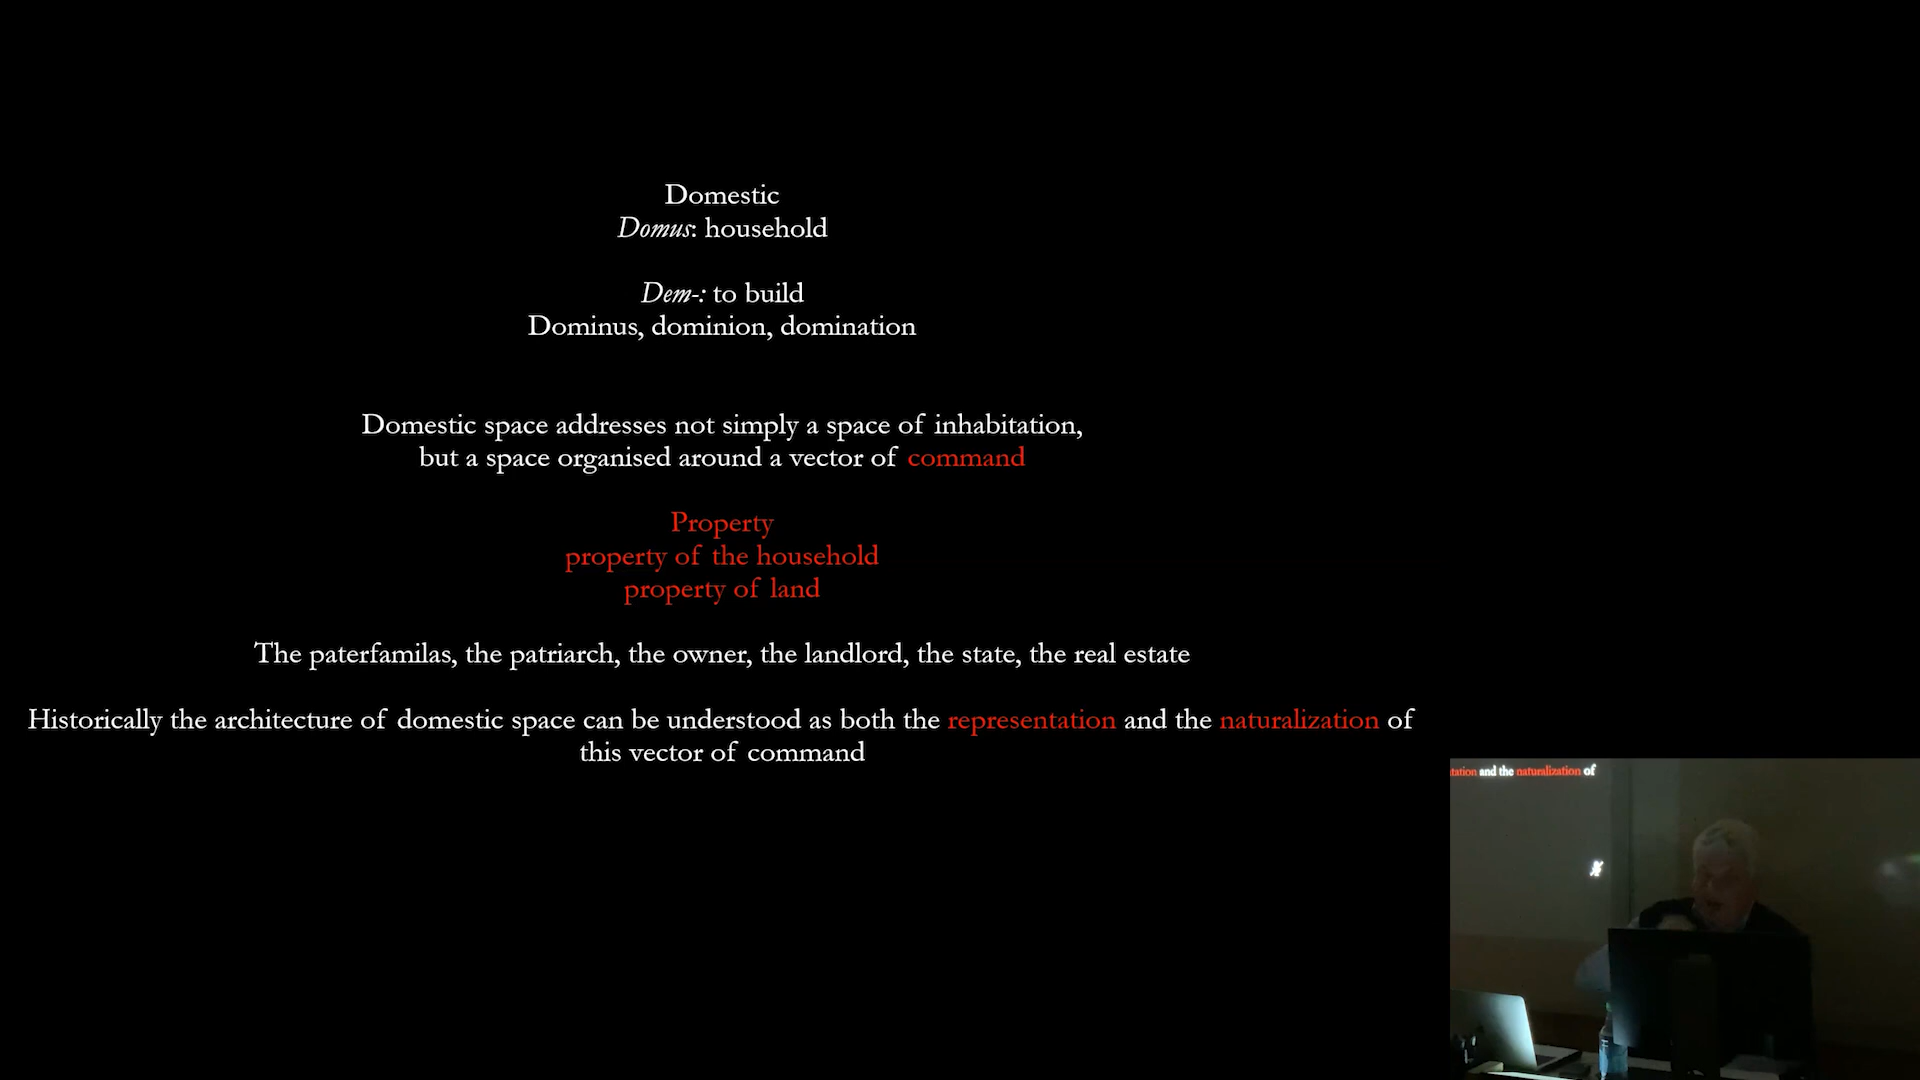 Domestic
Domus: household
Dem-: to build
Dominus, dominion, domination
Domestic space addresses not simply a space of inhabitation,
but a space organised around a vector of command
Property
property of the household
property of land
The paterfamilas, the patriarch, the owner, the landlord, the state, the real estate
Historically the architecture of domestic space can be understood as both the representation and the naturalization of
this vector of command
tation and the naturalization of